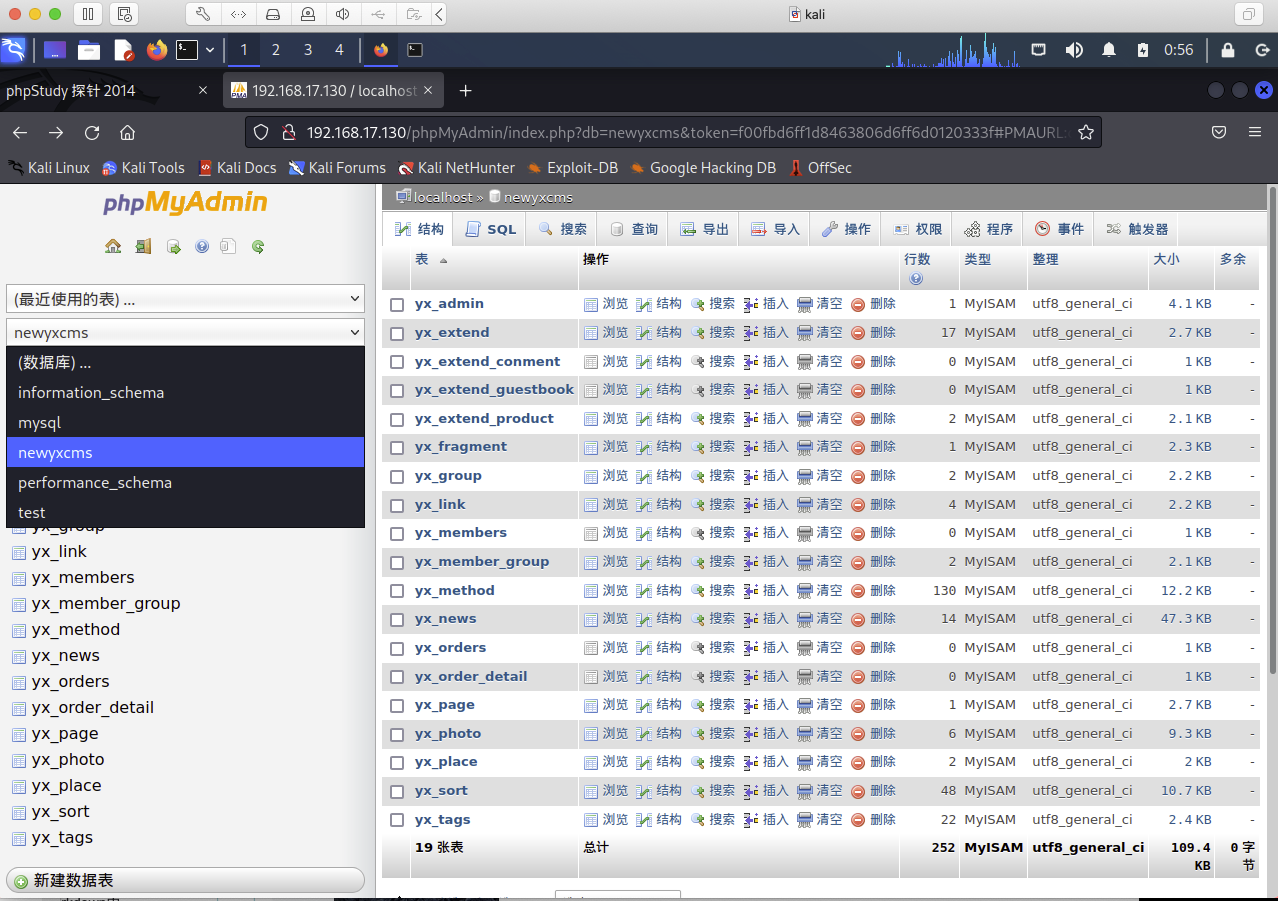 kali
1 2 3 4 0:56
phpStudy 探针 2014
192.168.17.130 / localhost
192.168.17.130/phpMyAdmin/index.php?db=newyxcms&token=f00fbd6ff1d8463806d6ff6d0120333f#PMAURL:
Kali Linux Kali Tools Kali Docs Kali Forums Kali NetHunter Exploit-DB Google Hacking DB OffSec
phpMyAdmin
(最近使用的表) ...
newyxcms
(数据库) ...
information_schema
mysql
newyxcms
performance_schema
test
yx_group
yx_link
yx_members
yx_member_group
yx_method
yx_news
yx_orders
yx_order_detail
yx_page
yx_photo
yx_place
yx_sort
yx_tags
新建数据表
localhost » newyxcms
结构 SQL 搜索 查询 导出 导入 操作 权限 程序 事件 触发器
表 操作 行数 类型 整理 大小 多余
yx_admin 浏览 结构 搜索 插入 清空 删除 1 MyISAM utf8_general_ci 4.1 KB -
yx_extend 浏览 结构 搜索 插入 清空 删除 17 MyISAM utf8_general_ci 2.7 KB -
yx_extend_conment 浏览 结构 搜索 插入 清空 删除 0 MyISAM utf8_general_ci 1 KB -
yx_extend_guestbook 浏览 结构 搜索 插入 清空 删除 0 MyISAM utf8_general_ci 1 KB -
yx_extend_product 浏览 结构 搜索 插入 清空 删除 2 MyISAM utf8_general_ci 2.1 KB -
yx_fragment 浏览 结构 搜索 插入 清空 删除 1 MyISAM utf8_general_ci 2.3 KB -
yx_group 浏览 结构 搜索 插入 清空 删除 2 MyISAM utf8_general_ci 2.2 KB -
yx_link 浏览 结构 搜索 插入 清空 删除 4 MyISAM utf8_general_ci 2.2 KB -
yx_members 浏览 结构 搜索 插入 清空 删除 0 MyISAM utf8_general_ci 1 KB -
yx_member_group 浏览 结构 搜索 插入 清空 删除 2 MyISAM utf8_general_ci 2.1 KB -
yx_method 浏览 结构 搜索 插入 清空 删除 130 MyISAM utf8_general_ci 12.2 KB -
yx_news 浏览 结构 搜索 插入 清空 删除 14 MyISAM utf8_general_ci 47.3 KB -
yx_orders 浏览 结构 搜索 插入 清空 删除 0 MyISAM utf8_general_ci 1 KB -
yx_order_detail 浏览 结构 搜索 插入 清空 删除 0 MyISAM utf8_general_ci 1 KB -
yx_page 浏览 结构 搜索 插入 清空 删除 1 MyISAM utf8_general_ci 2.7 KB -
yx_photo 浏览 结构 搜索 插入 清空 删除 6 MyISAM utf8_general_ci 9.3 KB -
yx_place 浏览 结构 搜索 插入 清空 删除 2 MyISAM utf8_general_ci 2 KB -
yx_sort 浏览 结构 搜索 插入 清空 删除 48 MyISAM utf8_general_ci 10.7 KB -
yx_tags 浏览 结构 搜索 插入 清空 删除 22 MyISAM utf8_general_ci 2.4 KB -
19 张表 总计 252 MyISAM utf8_general_ci 109.4 0 字
KB 节